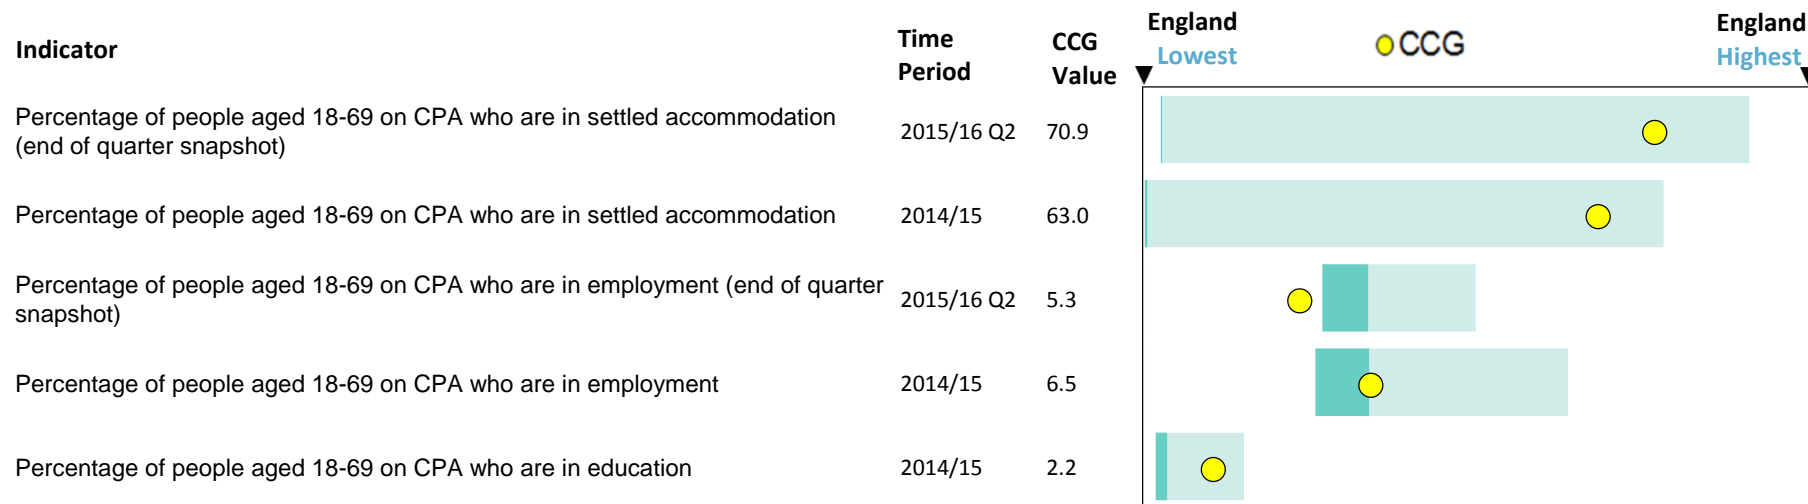 Indicator
Time
Period
CCG
Value
England
Lowest
CCG
England
Highest
Percentage of people aged 18-69 on CPA who are in settled accommodation
(end of quarter snapshot)
2015/16 Q2
70.9
Percentage of people aged 18-69 on CPA who are in settled accommodation
2014/15
63.0
Percentage of people aged 18-69 on CPA who are in employment (end of quarter
snapshot)
2015/16 Q2
5.3
Percentage of people aged 18-69 on CPA who are in employment
2014/15
6.5
Percentage of people aged 18-69 on CPA who are in education
2014/15
2.2